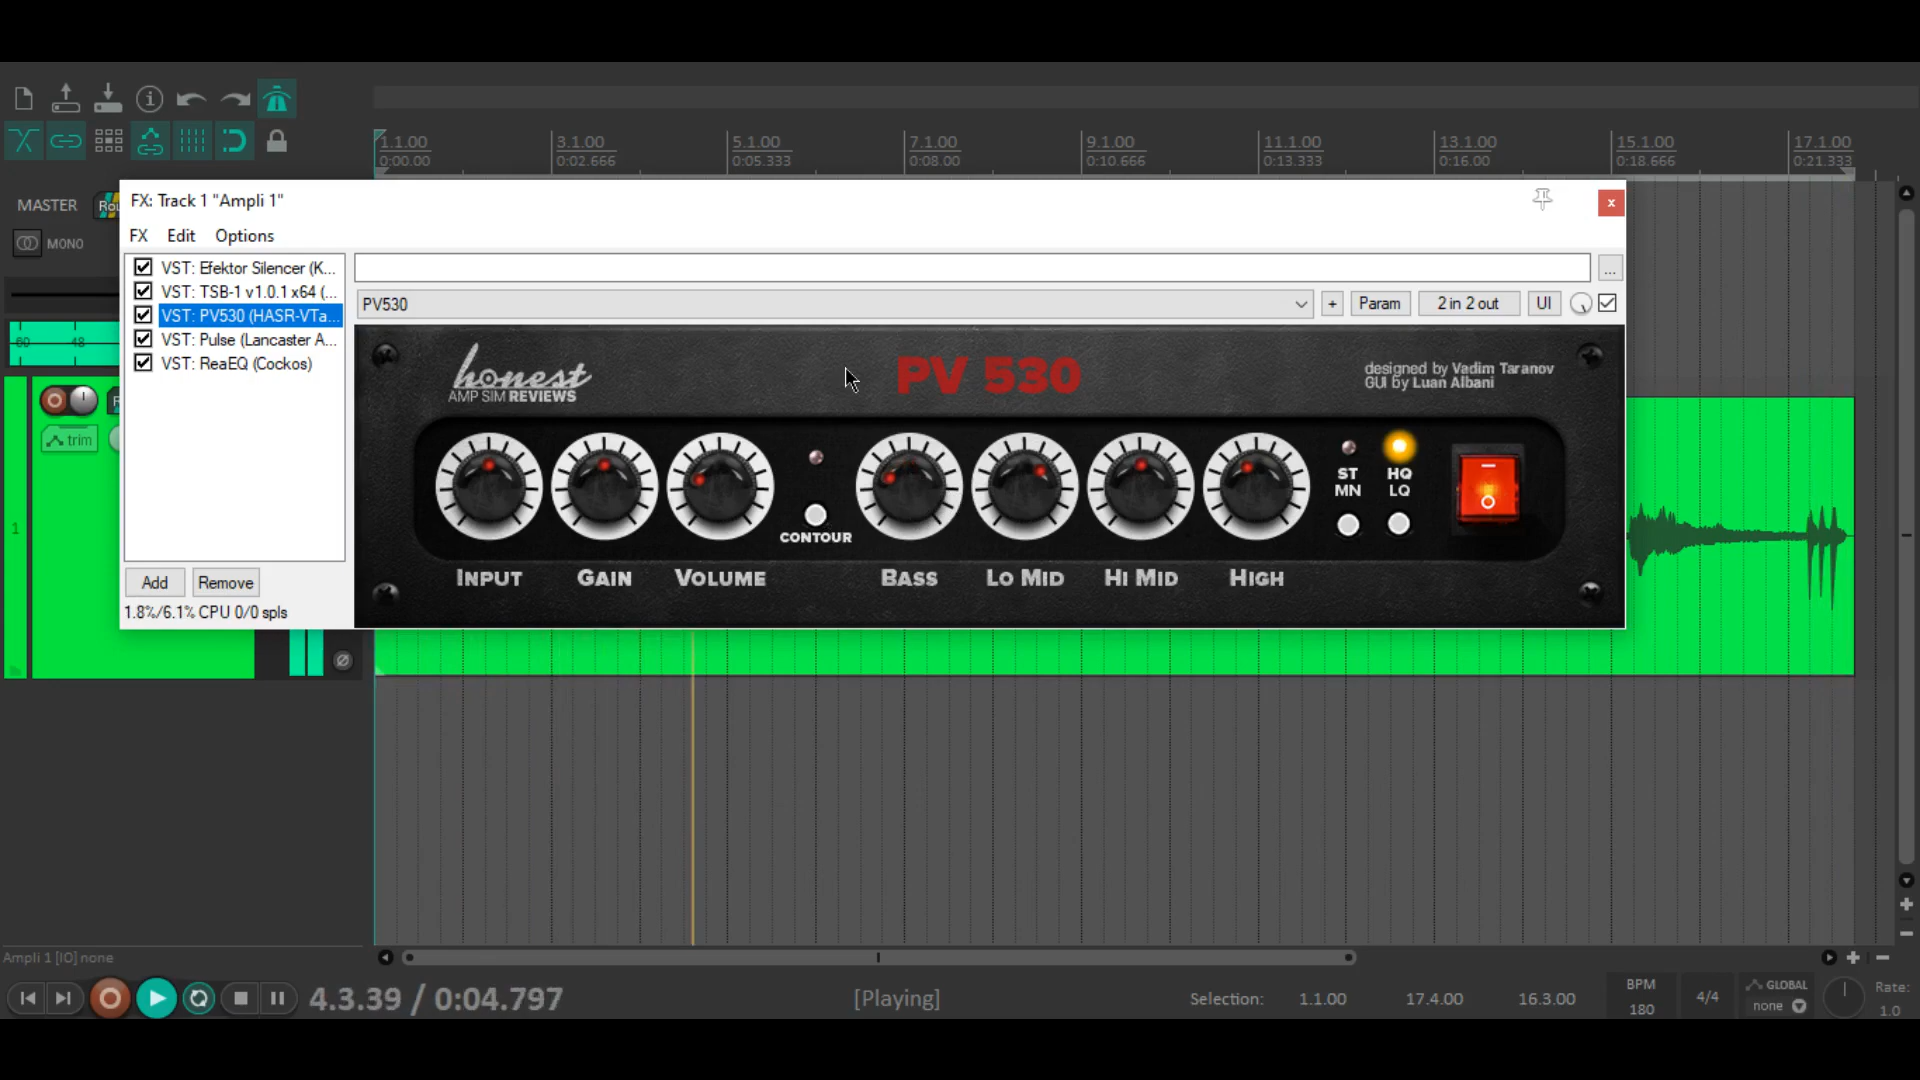 1.1.00 3.1.00 5.1.00 7.1.00 9.1.00 11.1.00 13.1.00 15.1.00 17.1.00
0:00.00 0:02.666 0:05.333 0:08.00 0:10.666 0:13.333 0:16.00 0:18.666 0:21.333
MASTER
MONO
FX: Track 1 "Ampli 1"
x
FX Edit Options
VST: Efektor Silencer (K...
VST: TSB-1 v1.0.1 x64 (...
VST: PV530 (HASR-VTa...
VST: Pulse (Lancaster A...
VST: ReaEQ (Cockos)
...
PV530
+ Param 2 in 2 out UI
honest
AMP SIM REVIEWS
PV 530
designed by Vadim Taranov
GUI by Luan Albani
ST
MN
HQ
LQ
CONTOUR
INPUT GAIN VOLUME BASS LO MID HI MID HIGH
Add Remove
1.8%/6.1% CPU 0/0 spls
-60 -48
trim
1
Ampli 1 [IO] none
4.3.39 / 0:04.797
[Playing]
Selection: 1.1.00 17.4.00 16.3.00
BPM
180
4/4
GLOBAL
none
Rate:
1.0